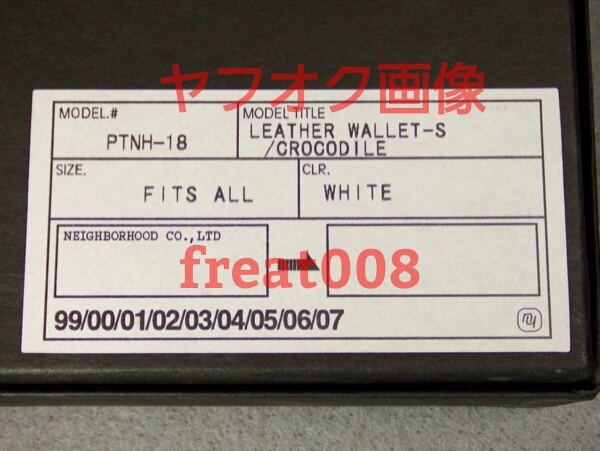 ヤフオク画像
MODEL.#
PTNH-18
MODEL TITLE
LEATHER WALLET-S
/CROCODILE
SIZE.
FITS ALL
CLR.
WHITE
NEIGHBORHOOD CO.,LTD
freat008
99/00/01/02/03/04/05/06/07